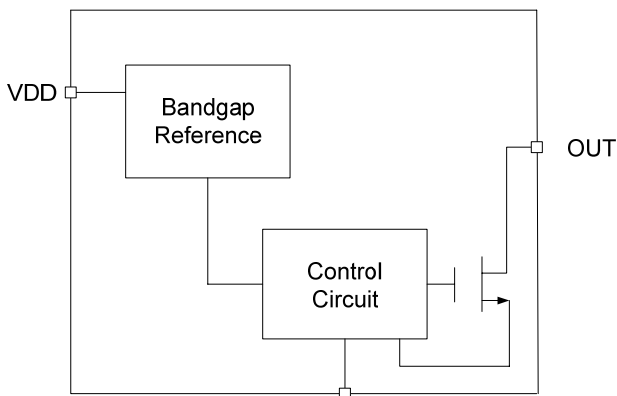 VDD
Bandgap
Reference
OUT
Control
Circuit